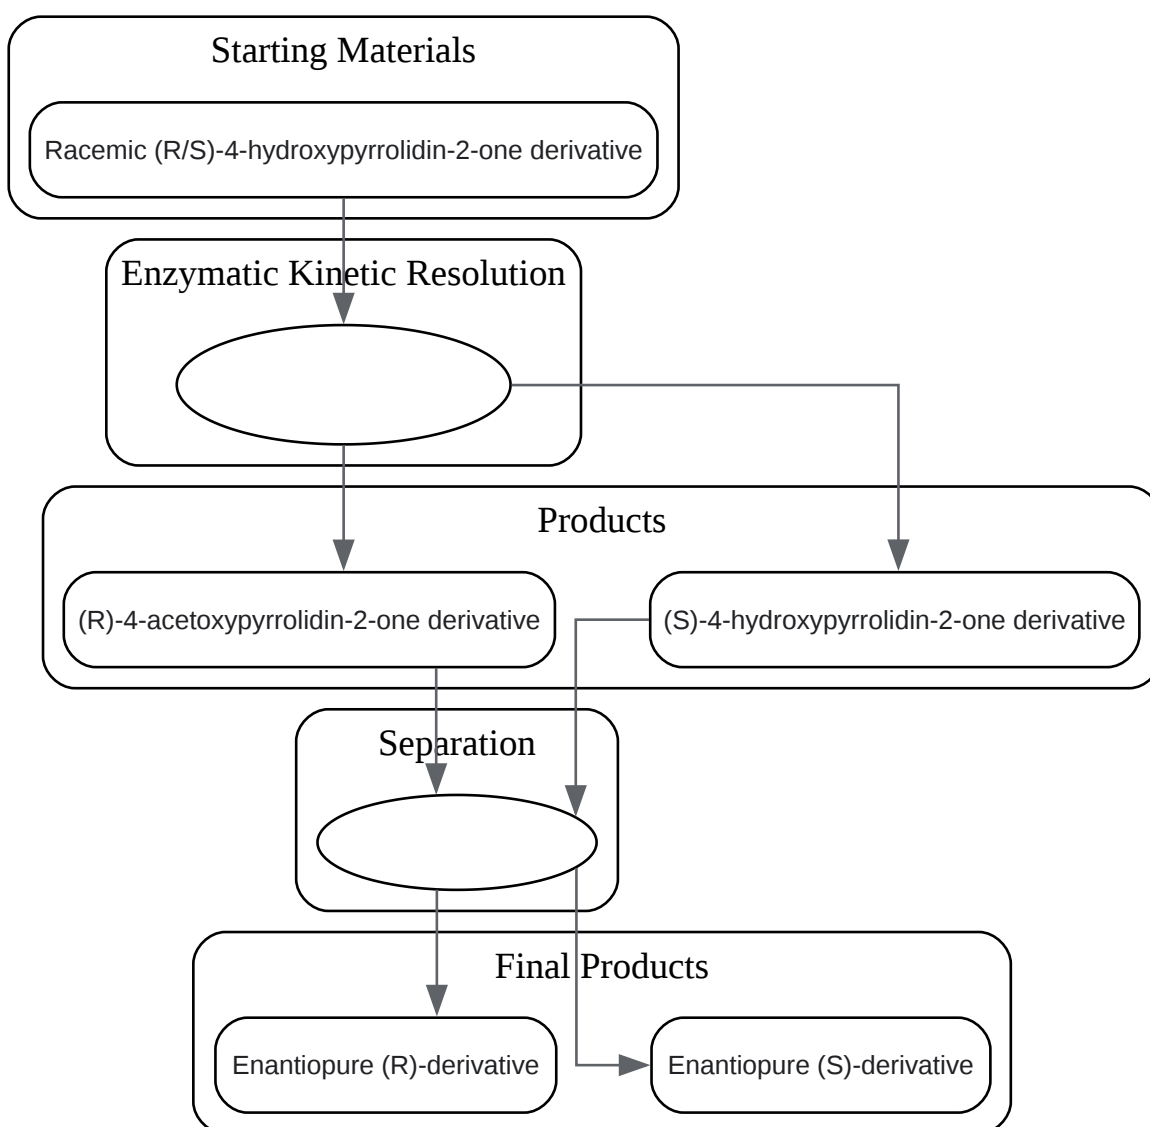 Starting Materials
Racemic (R/S)-4-hydroxypyrrolidin-2-one derivative
Enzymatic Kinetic Resolution
Products
(R)-4-acetoxypyrrolidin-2-one derivative
(S)-4-hydroxypyrrolidin-2-one derivative
Separation
Final Products
Enantiopure (R)-derivative
Enantiopure (S)-derivative